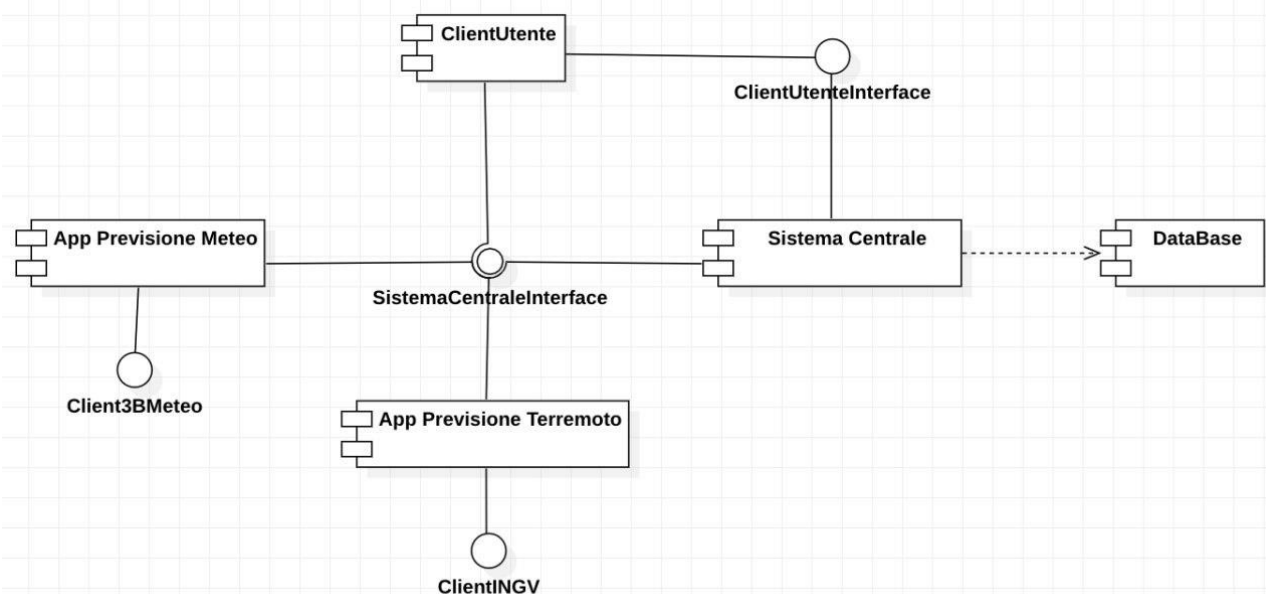 ClientUtente
ClientUtenteInterface
App Previsione Meteo
Sistema Centrale
DataBase
SistemaCentraleInterface
Client3BMeteo
App Previsione Terremoto
ClientINGV